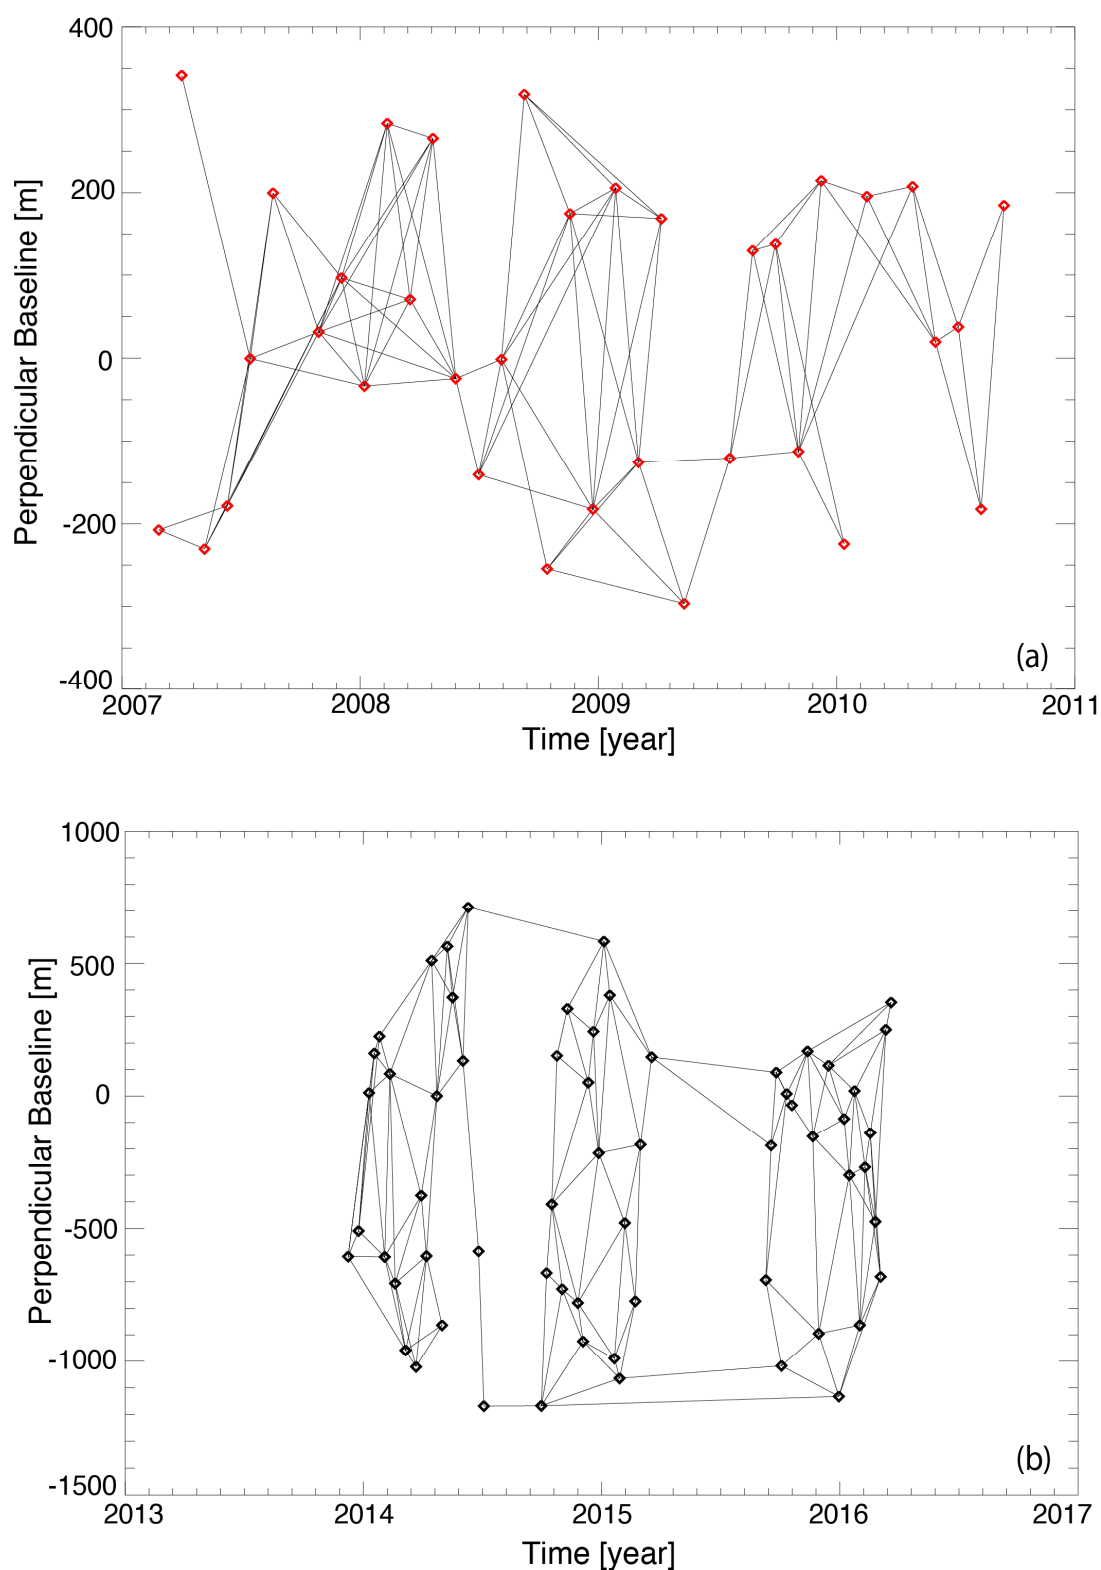 400
200
0
-200
-400
Perpendicular Baseline [m]
(a)
2007 2008 2009 2010 2011
Time [year]
1000
500
0
-500
-1000
-1500
Perpendicular Baseline [m]
(b)
2013 2014 2015 2016 2017
Time [year]